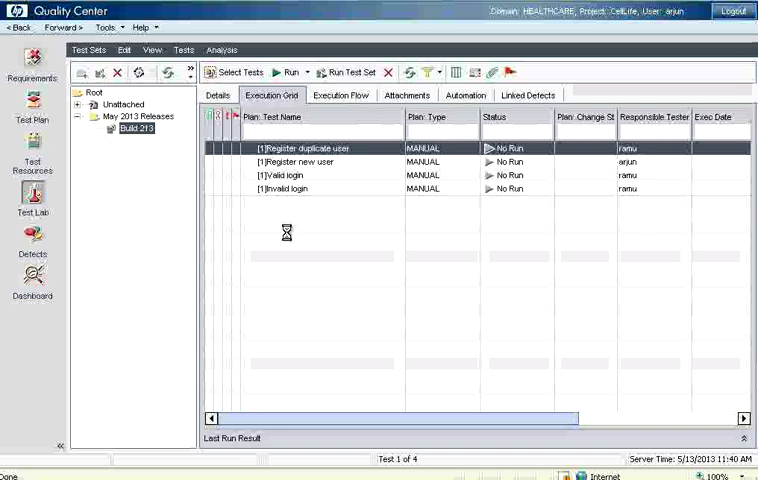 hp Quality Center
Domain: HEALTHCARE, Project: CellLife, User: arjun
Logout
< Back Forward > Tools Help
Test Sets Edit View Tests Analysis
Requirements
Test Plan
Test
Resources
Test Lab
Defects
Dashboard
Select Tests Run Run Test Set
Root
Unattached
May 2013 Releases
Build 213
Details Execution Grid Execution Flow Attachments Automation Linked Defects
Plan: Test Name Plan: Type Status Plan: Change St Responsible Tester Exec Date
[1]Register duplicate user MANUAL No Run ramu
[1]Register new user MANUAL No Run arjun
[1]Valid login MANUAL No Run ramu
[1]Invalid login MANUAL No Run ramu
Last Run Result
Test 1 of 4
Server Time: 5/13/2013 11:40 AM
Done
Internet
100%